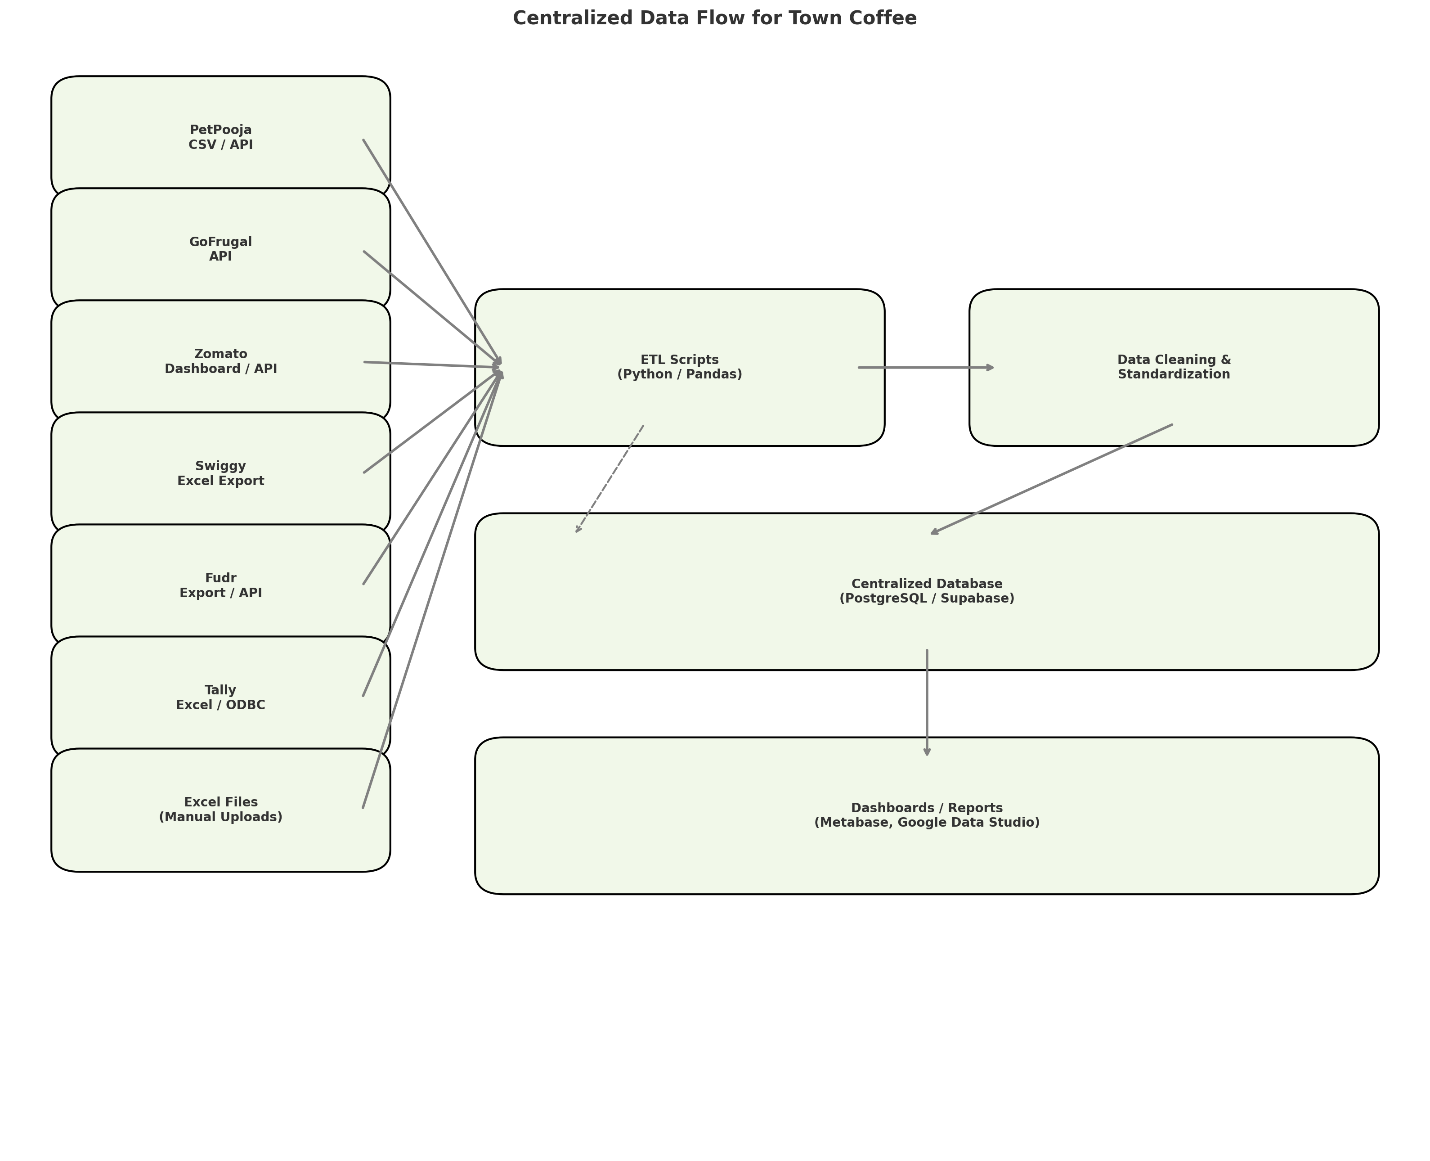 Centralized Data Flow for Town Coffee
PetPooja
CSV / API
GoFrugal
API
Zomato
Dashboard / API
Swiggy
Excel Export
Fudr
Export / API
Tally
Excel / ODBC
Excel Files
(Manual Uploads)
ETL Scripts
(Python / Pandas)
Data Cleaning &
Standardization
Centralized Database
(PostgreSQL / Supabase)
Dashboards / Reports
(Metabase, Google Data Studio)